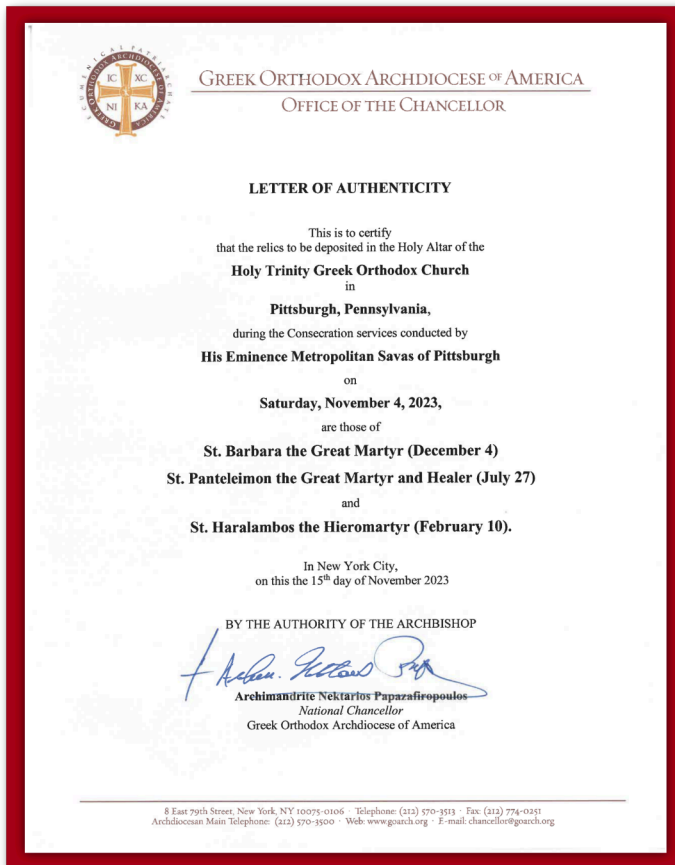 ECUMENICAL PATRIARCHATE
GREEK ORTHODOX ARCHDIOCESE OF AMERICA
IC XC
NI KA
GREEK ORTHODOX ARCHDIOCESE OF AMERICA
OFFICE OF THE CHANCELLOR
LETTER OF AUTHENTICITY
This is to certify
that the relics to be deposited in the Holy Altar of the
Holy Trinity Greek Orthodox Church
in
Pittsburgh, Pennsylvania,
during the Consecration services conducted by
His Eminence Metropolitan Savas of Pittsburgh
on
Saturday, November 4, 2023,
are those of
St. Barbara the Great Martyr (December 4)
St. Panteleimon the Great Martyr and Healer (July 27)
and
St. Haralambos the Hieromartyr (February 10).
In New York City,
on this the 15th day of November 2023
BY THE AUTHORITY OF THE ARCHBISHOP
Archimandrite Nektarios Papazafiropoulos
National Chancellor
Greek Orthodox Archdiocese of America
8 East 79th Street, New York, NY 10075-0106 · Telephone: (212) 570-3513 · Fax: (212) 774-0251
Archdiocesan Main Telephone: (212) 570-3500 · Web: www.goarch.org · E-mail: chancellor@goarch.org